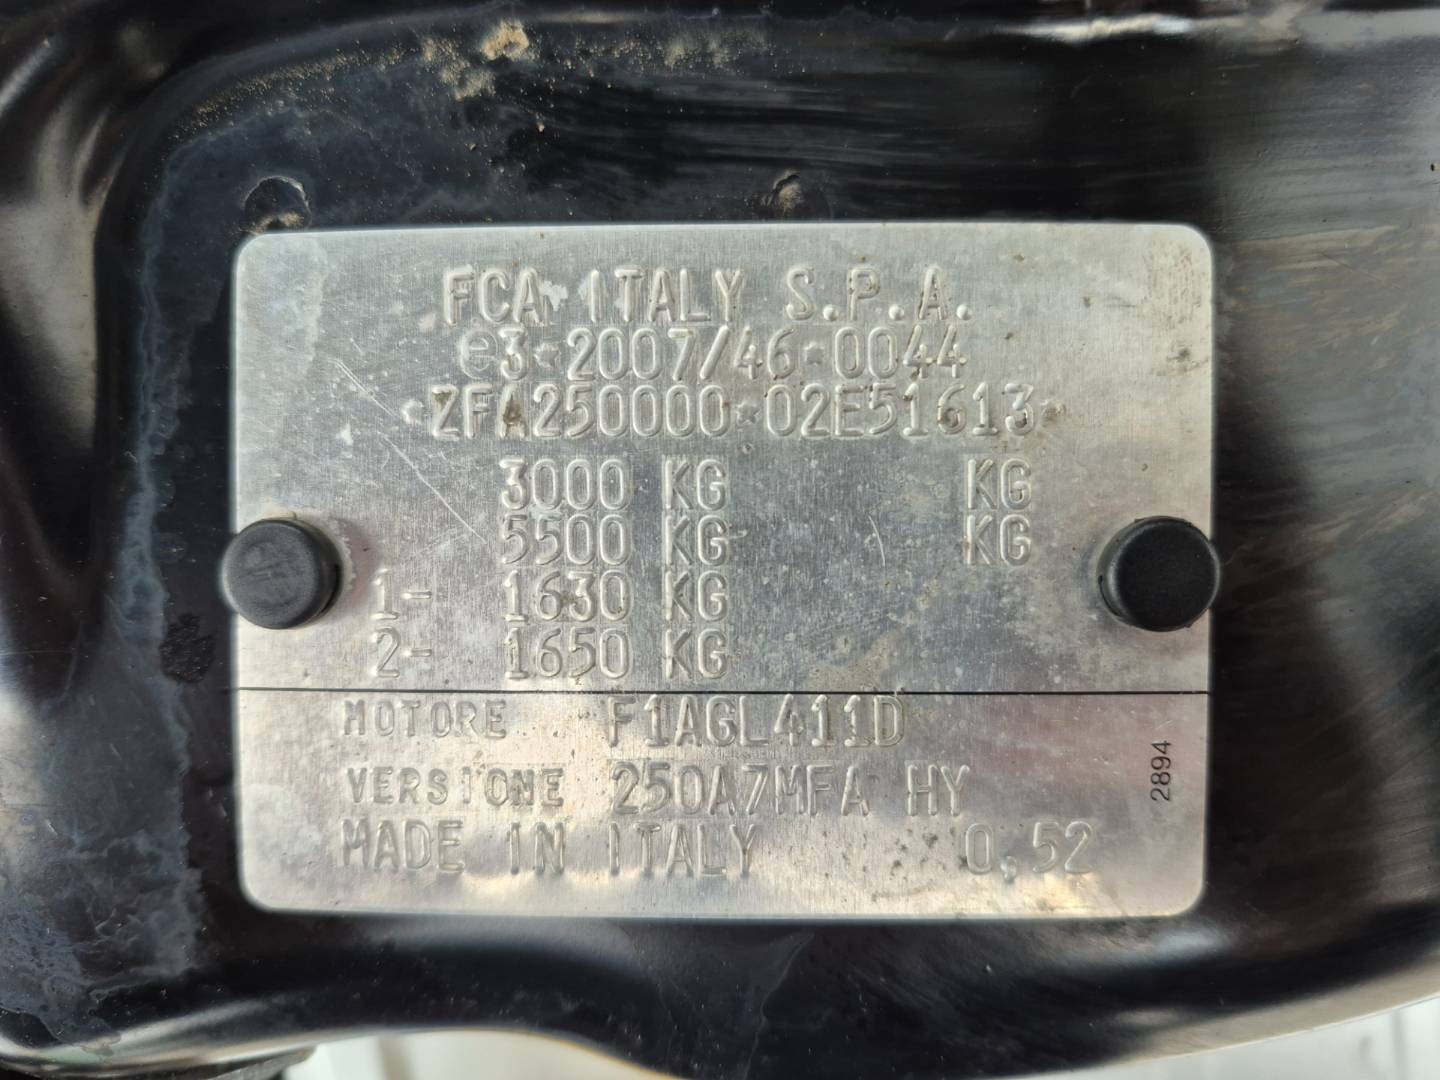 FCA ITALY S.P.A.
e3*2007/46*0044
*ZFA250000*02E51613*
3000 KG KG
5500 KG KG
1- 1630 KG
2- 1650 KG
MOTORE F1AGL411D
VERSIONE 250A7MFA HY
MADE IN ITALY 0,52
2894